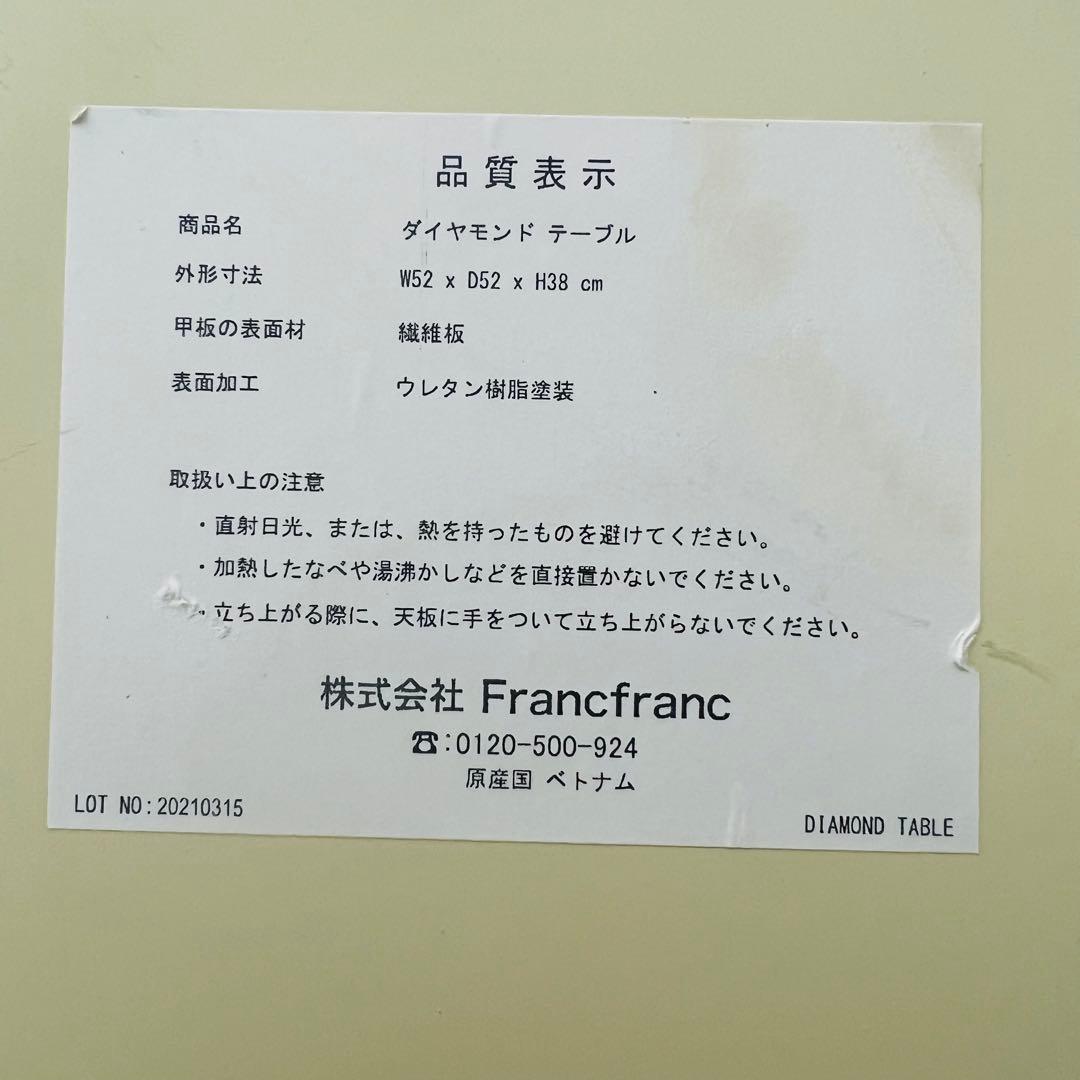 品質表示
商品名 ダイヤモンド テーブル
外形寸法 W52 x D52 x H38 cm
甲板の表面材 繊維板
表面加工 ウレタン樹脂塗装
取扱い上の注意
・直射日光、または、熱を持ったものを避けてください。
・加熱したなべや湯沸かしなどを直接置かないでください。
・立ち上がる際に、天板に手をついて立ち上がらないでください。
株式会社 Francfranc
☎:0120-500-924
原産国 ベトナム
LOT NO:20210315
DIAMOND TABLE